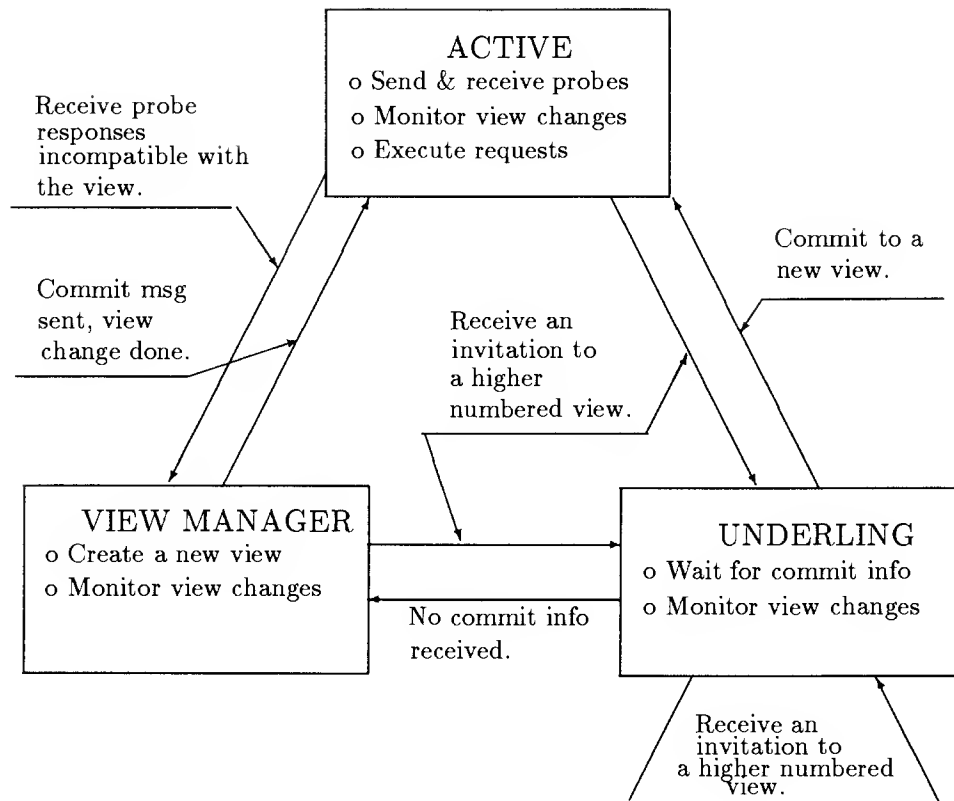 ACTIVE
o Send & receive probes
o Monitor view changes
o Execute requests
Receive probe
responses
incompatible with
the view.
Commit msg
sent, view
change done.
Receive an
invitation to
a higher
numbered view.
Commit to a
new view.
VIEW MANAGER
o Create a new view
o Monitor view changes
UNDERLING
o Wait for commit info
o Monitor view changes
No commit info
received.
Receive an
invitation to
a higher numbered
view.